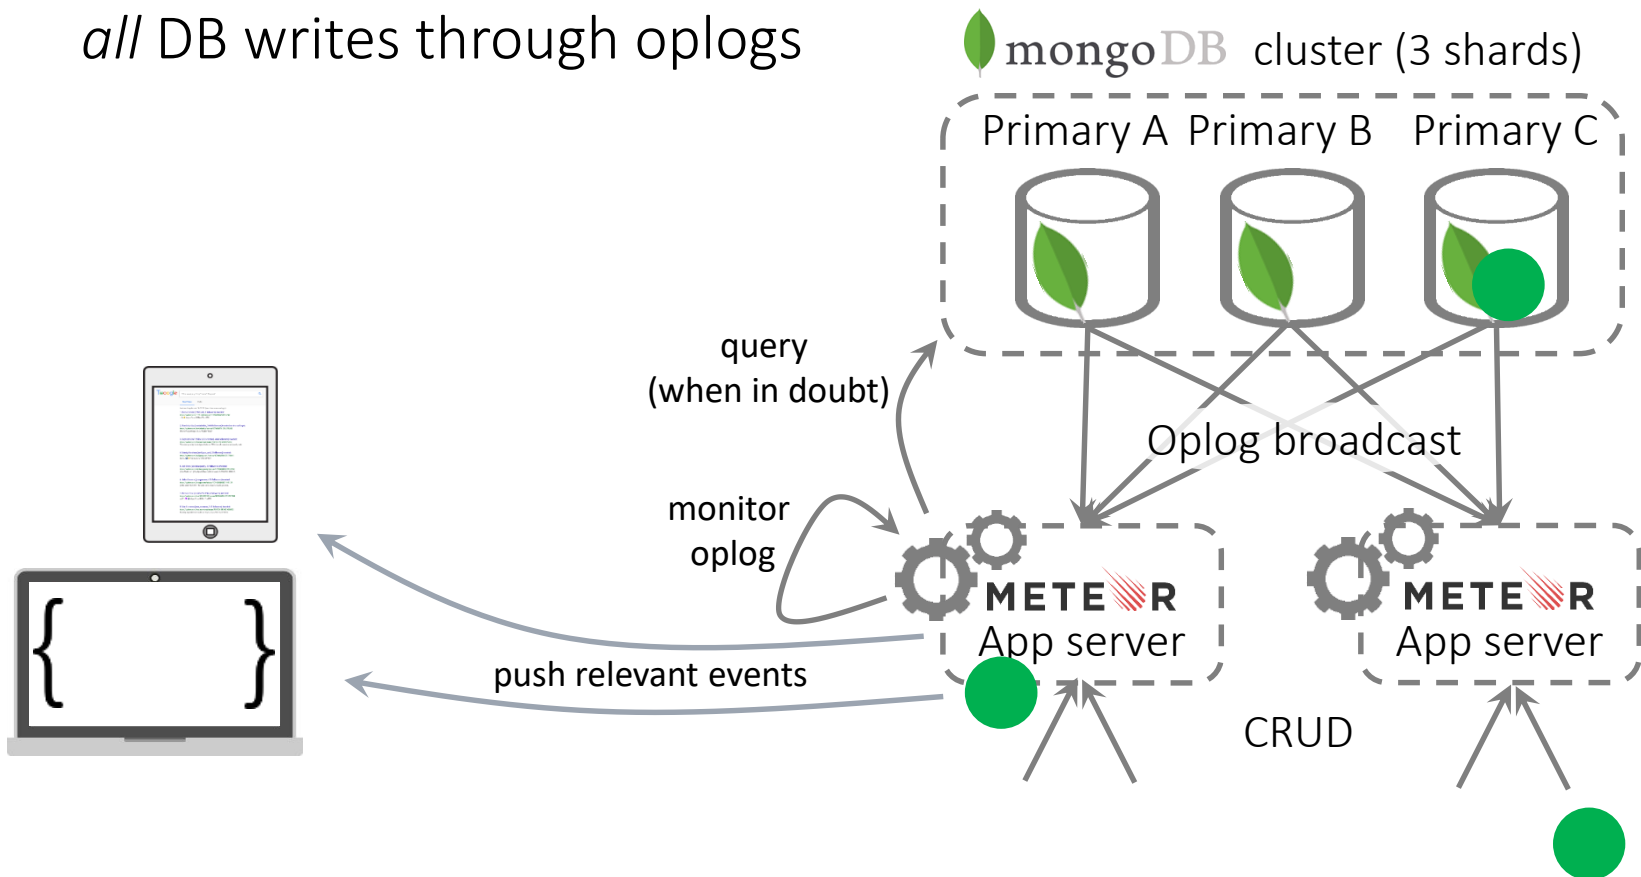 all DB writes through oplogs
mongoDB cluster (3 shards)
Primary A Primary B Primary C
query
(when in doubt)
Oplog broadcast
monitor
oplog
METEOR
App server
METEOR
App server
push relevant events
CRUD
{ }